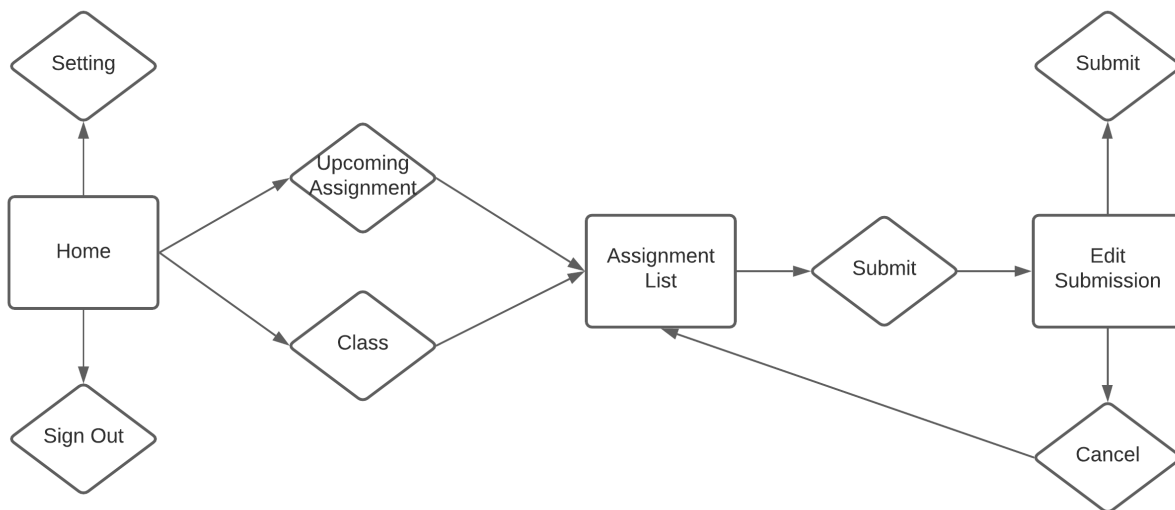 Setting
Submit
Upcoming
Assignment
Home
Assignment
List
Submit
Edit
Submission
Class
Sign Out
Cancel